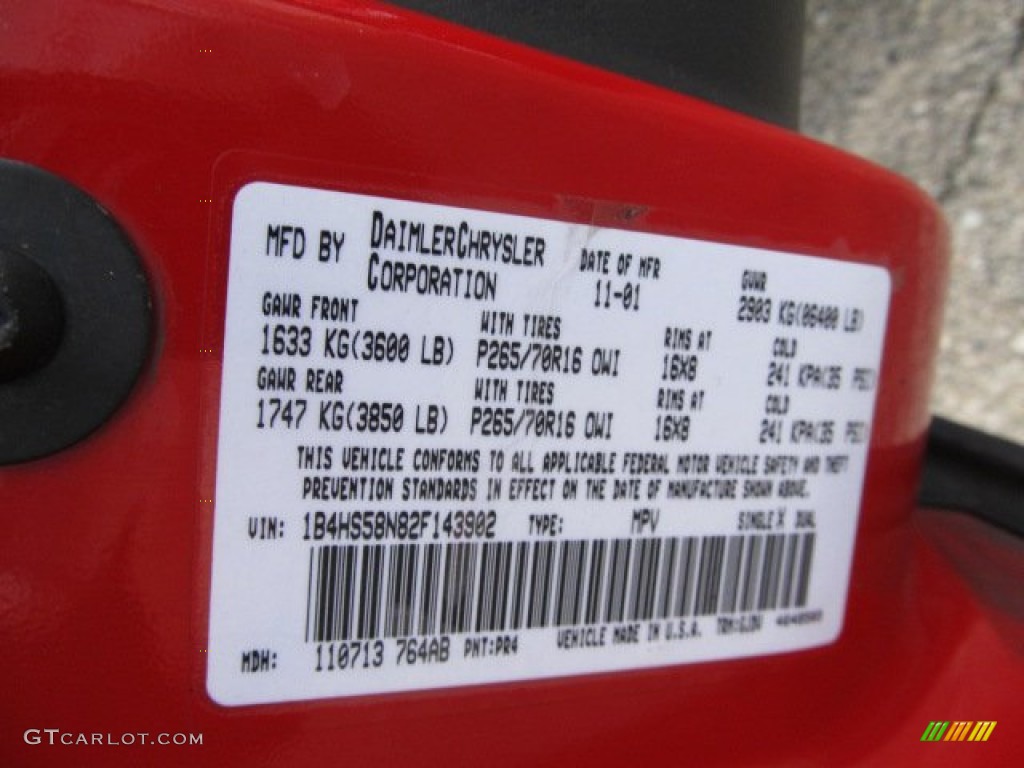 MFD BY DAIMLERCHRYSLER CORPORATION DATE OF MFR 11-01 GVWR 2903 KG(06400 LB)
GAWR FRONT WITH TIRES RIMS AT COLD
1633 KG(3600 LB) P265/70R16 OWI 16X8 241 KPA(35 PSI)
GAWR REAR WITH TIRES RIMS AT COLD
1747 KG(3850 LB) P265/70R16 OWI 16X8 241 KPA(35 PSI)
THIS VEHICLE CONFORMS TO ALL APPLICABLE FEDERAL MOTOR VEHICLE SAFETY AND THEFT
PREVENTION STANDARDS IN EFFECT ON THE DATE OF MANUFACTURE SHOWN ABOVE.
VIN: 1B4HS58N82F143902 TYPE: MPV SINGLE X DUAL
MDH: 110713 764AB PNT:PR4 VEHICLE MADE IN U.S.A.
GTCARLOT.COM